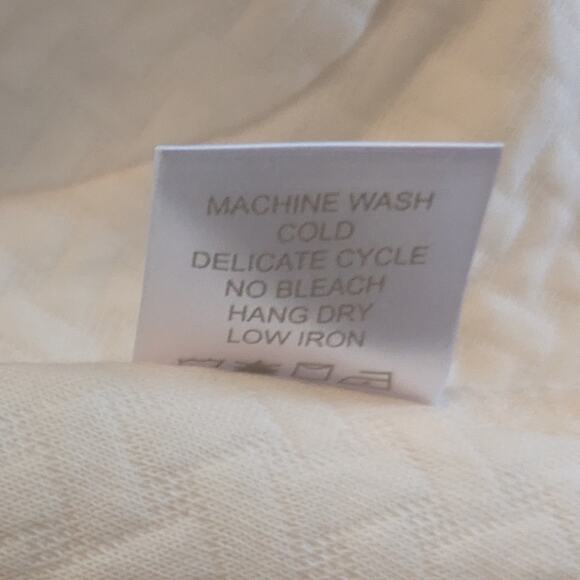 MACHINE WASH
COLD
DELICATE CYCLE
NO BLEACH
HANG DRY
LOW IRON